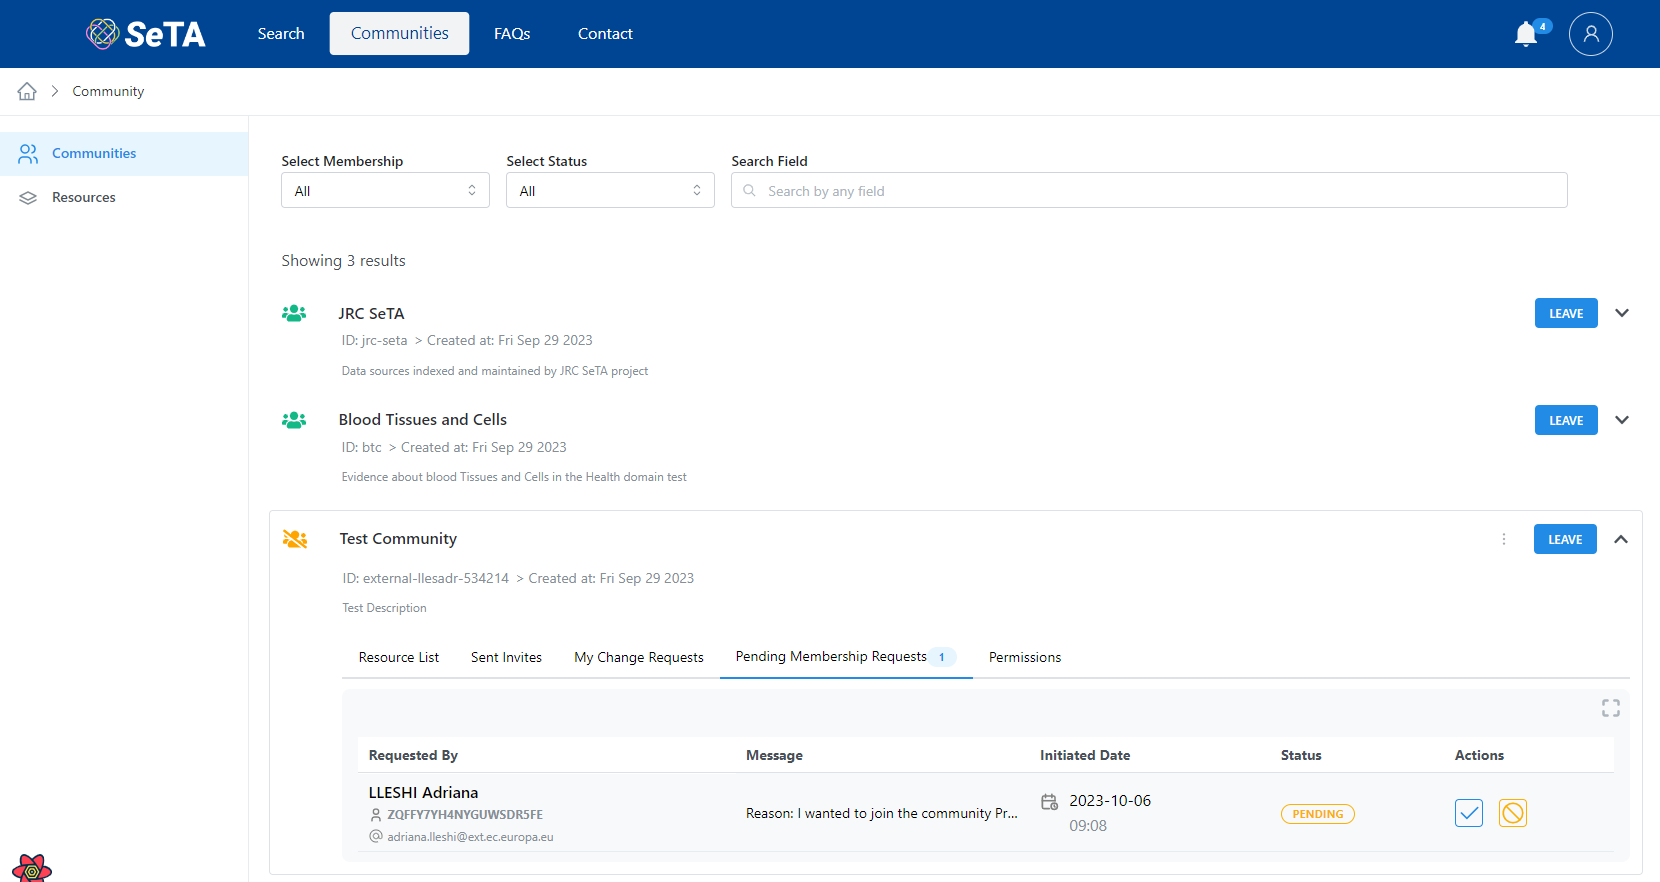 SeTA
Search
Communities
FAQs
Contact
4
Community
Communities
Resources
Select Membership
Select Status
Search Field
All
All
Search by any field
Showing 3 results
JRC SeTA
LEAVE
ID: jrc-seta > Created at: Fri Sep 29 2023
Data sources indexed and maintained by JRC SeTA project
Blood Tissues and Cells
LEAVE
ID: btc > Created at: Fri Sep 29 2023
Evidence about blood Tissues and Cells in the Health domain test
Test Community
LEAVE
ID: external-llesadr-534214 > Created at: Fri Sep 29 2023
Test Description
Resource List
Sent Invites
My Change Requests
Pending Membership Requests 1
Permissions
Requested By
Message
Initiated Date
Status
Actions
LLESHI Adriana
ZQFFY7YH4NYGUWSDR5FE
adriana.lleshi@ext.ec.europa.eu
Reason: I wanted to join the community Pr...
2023-10-06
09:08
PENDING